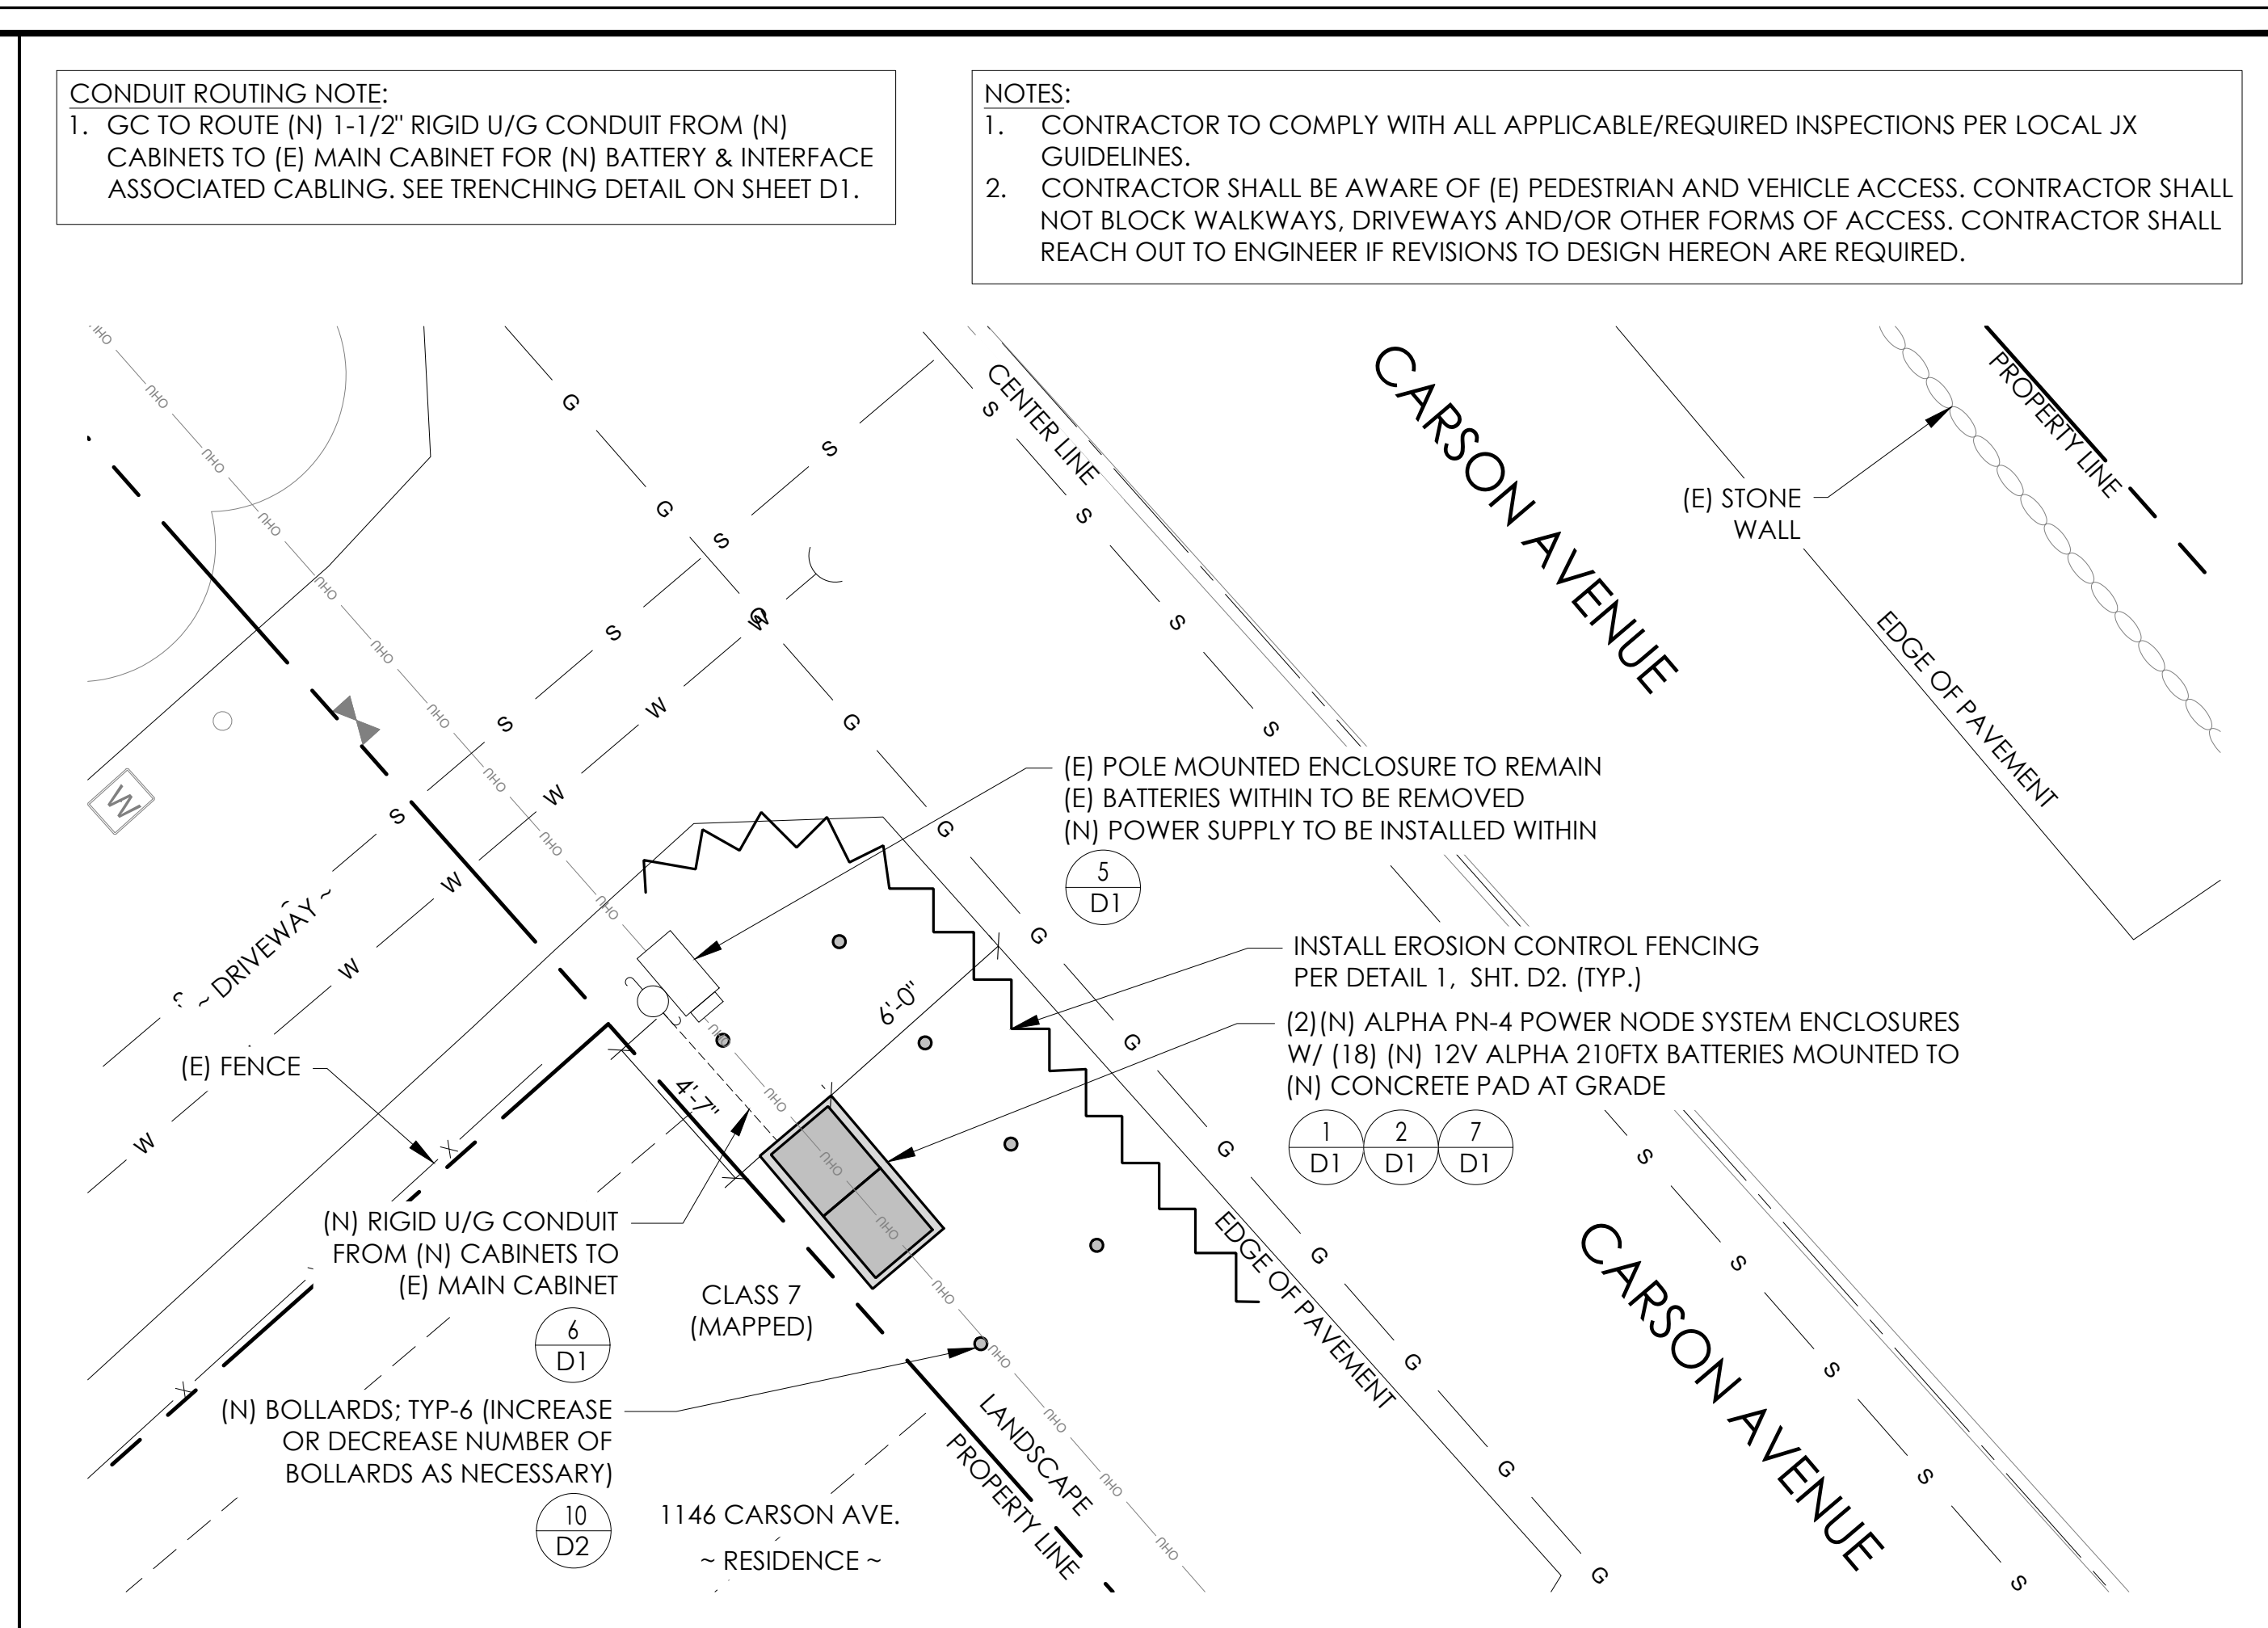 CONDUIT ROUTING NOTE:
1. GC TO ROUTE (N) 1-1/2" RIGID U/G CONDUIT FROM (N)
CABINETS TO (E) MAIN CABINET FOR (N) BATTERY & INTERFACE
ASSOCIATED CABLING. SEE TRENCHING DETAIL ON SHEET D1.
NOTES:
1. CONTRACTOR TO COMPLY WITH ALL APPLICABLE/REQUIRED INSPECTIONS PER LOCAL JX
GUIDELINES.
2. CONTRACTOR SHALL BE AWARE OF (E) PEDESTRIAN AND VEHICLE ACCESS. CONTRACTOR SHALL
NOT BLOCK WALKWAYS, DRIVEWAYS AND/OR OTHER FORMS OF ACCESS. CONTRACTOR SHALL
REACH OUT TO ENGINEER IF REVISIONS TO DESIGN HEREON ARE REQUIRED.
CENTER LINE
CARSON AVENUE
PROPERTY LINE
(E) STONE
WALL
EDGE OF PAVEMENT
(E) POLE MOUNTED ENCLOSURE TO REMAIN
(E) BATTERIES WITHIN TO BE REMOVED
(N) POWER SUPPLY TO BE INSTALLED WITHIN
5
D1
W
~ DRIVEWAY ~
INSTALL EROSION CONTROL FENCING
PER DETAIL 1, SHT. D2. (TYP.)
6'-0"
(2)(N) ALPHA PN-4 POWER NODE SYSTEM ENCLOSURES
W/ (18) (N) 12V ALPHA 210FTX BATTERIES MOUNTED TO
(N) CONCRETE PAD AT GRADE
1 2 7
D1 D1 D1
(E) FENCE
4'-7"
(N) RIGID U/G CONDUIT
FROM (N) CABINETS TO
(E) MAIN CABINET
6
D1
CLASS 7
(MAPPED)
EDGE OF PAVEMENT
CARSON AVENUE
(N) BOLLARDS; TYP-6 (INCREASE
OR DECREASE NUMBER OF
BOLLARDS AS NECESSARY)
10
D2
LANDSCAPE
PROPERTY LINE
1146 CARSON AVE.
~ RESIDENCE ~